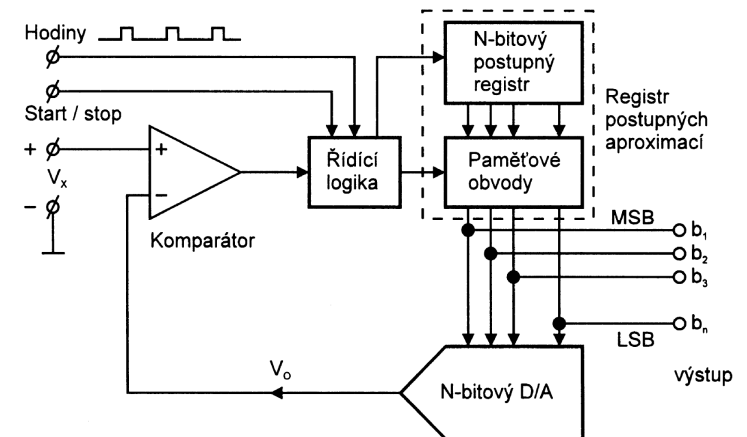 Hodiny
N-bitový
postupný
registr
Registr
postupných
aproximací
Start / stop
+
Vx
−
+
−
Komparátor
Řídící
logika
Paměťové
obvody
MSB
b1
b2
b3
bn
LSB
výstup
Vo
N-bitový D/A